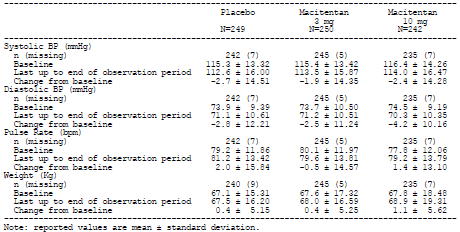 Placebo Macitentan Macitentan
3 mg 10 mg
N=249 N=250 N=242
Systolic BP (mmHg)
n (missing) 242 (7) 245 (5) 235 (7)
Baseline 115.3 ± 13.32 115.4 ± 13.42 116.4 ± 14.26
Last up to end of observation period 112.6 ± 16.00 113.5 ± 15.87 114.0 ± 16.47
Change from baseline -2.7 ± 14.51 -1.9 ± 14.35 -2.4 ± 14.28
Diastolic BP (mmHg)
n (missing) 242 (7) 245 (5) 235 (7)
Baseline 73.9 ± 9.39 73.7 ± 10.50 74.5 ± 9.19
Last up to end of observation period 71.1 ± 10.61 71.2 ± 10.51 70.3 ± 10.35
Change from baseline -2.8 ± 12.21 -2.5 ± 11.24 -4.2 ± 10.16
Pulse Rate (bpm)
n (missing) 242 (7) 245 (5) 235 (7)
Baseline 79.2 ± 11.86 80.1 ± 11.97 77.8 ± 12.06
Last up to end of observation period 81.2 ± 13.42 79.6 ± 13.81 79.2 ± 13.79
Change from baseline 2.0 ± 15.84 -0.5 ± 14.57 1.4 ± 13.10
Weight (Kg)
n (missing) 240 (9) 245 (5) 235 (7)
Baseline 67.1 ± 15.31 67.6 ± 17.32 67.8 ± 18.48
Last up to end of observation period 67.5 ± 16.20 68.0 ± 16.59 68.9 ± 19.31
Change from baseline 0.4 ± 5.15 0.4 ± 5.25 1.1 ± 5.62
Note: reported values are mean ± standard deviation.